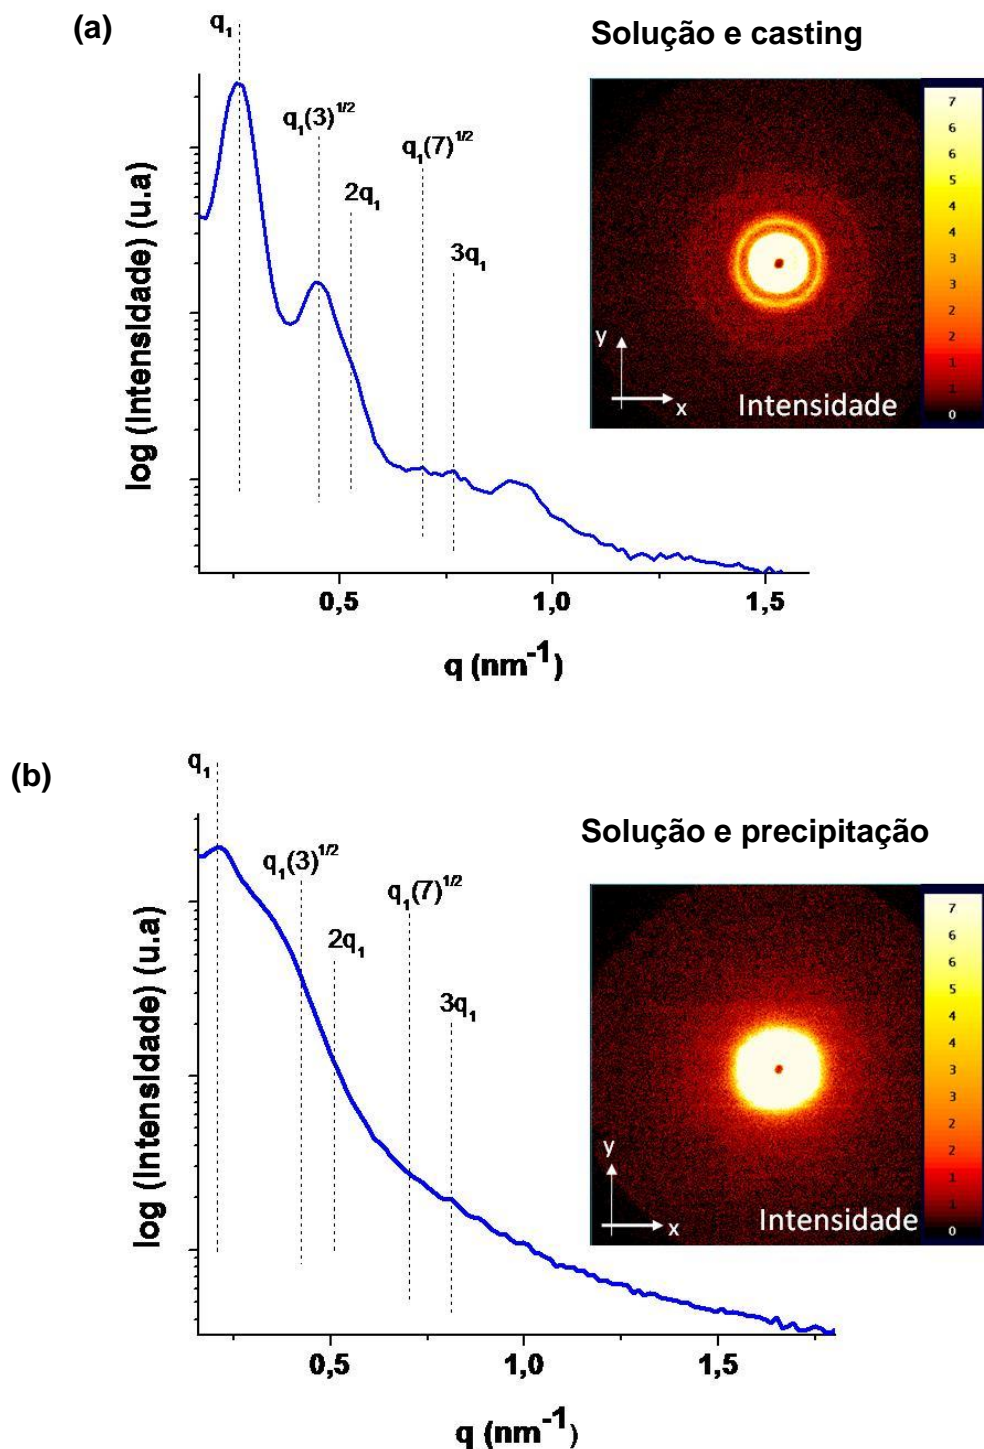 (a)
Solução e casting
q₁
q₁(3)^1/2
q₁(7)^1/2
2q₁
3q₁
log (Intensidade) (u.a)
7
6
6
5
4
4
3
2
2
1
1
0
y
x
Intensidade
0,5
1,0
1,5
q (nm⁻¹)
(b)
Solução e precipitação
q₁
q₁(3)^1/2
q₁(7)^1/2
2q₁
3q₁
log (Intensidade) (u.a)
7
6
6
5
4
3
3
2
2
1
1
0
y
x
Intensidade
0,5
1,0
1,5
q (nm⁻¹)